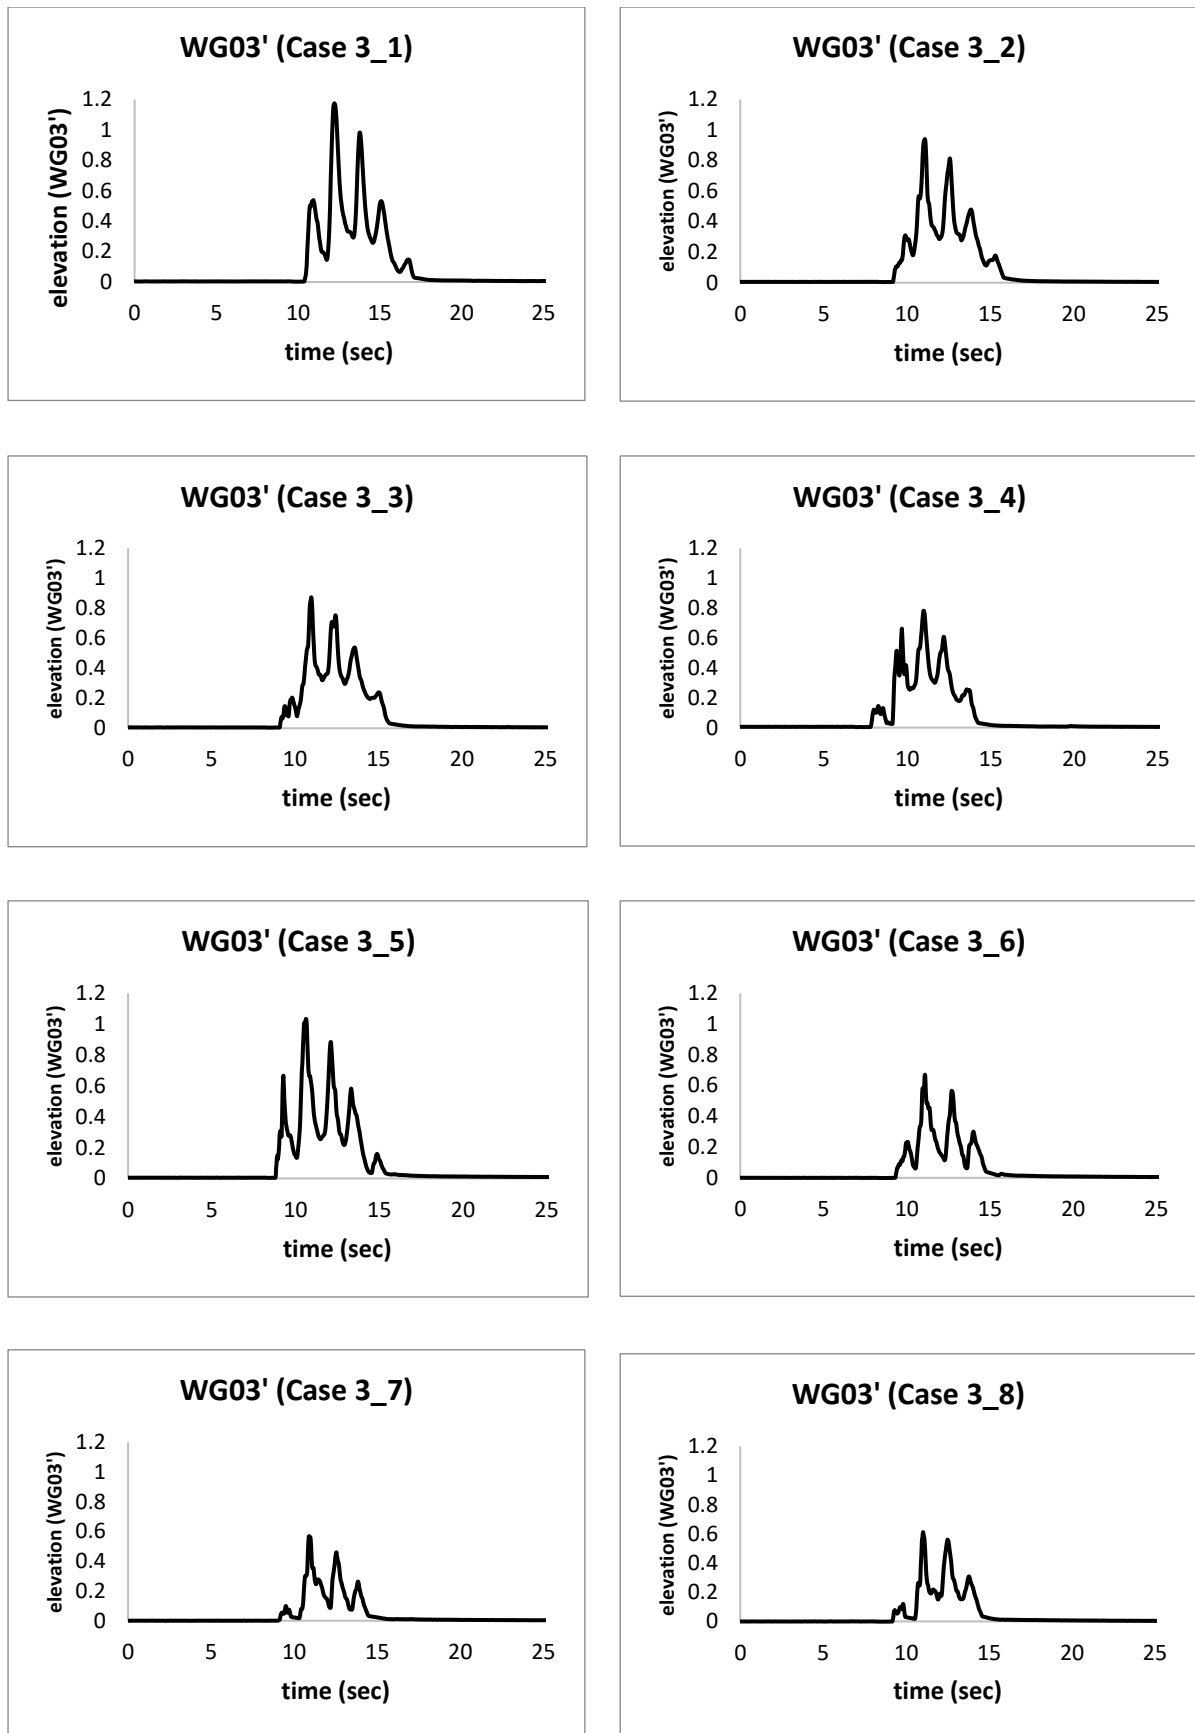 WG03' (Case 3_1)
elevation (WG03')
1.2
1
0.8
0.6
0.4
0.2
0
0 5 10 15 20 25
time (sec)
WG03' (Case 3_2)
elevation (WG03')
1.2
1
0.8
0.6
0.4
0.2
0
0 5 10 15 20 25
time (sec)
WG03' (Case 3_3)
elevation (WG03')
1.2
1
0.8
0.6
0.4
0.2
0
0 5 10 15 20 25
time (sec)
WG03' (Case 3_4)
elevation (WG03')
1.2
1
0.8
0.6
0.4
0.2
0
0 5 10 15 20 25
time (sec)
WG03' (Case 3_5)
elevation (WG03')
1.2
1
0.8
0.6
0.4
0.2
0
0 5 10 15 20 25
time (sec)
WG03' (Case 3_6)
elevation (WG03')
1.2
1
0.8
0.6
0.4
0.2
0
0 5 10 15 20 25
time (sec)
WG03' (Case 3_7)
elevation (WG03')
1.2
1
0.8
0.6
0.4
0.2
0
0 5 10 15 20 25
time (sec)
WG03' (Case 3_8)
elevation (WG03')
1.2
1
0.8
0.6
0.4
0.2
0
0 5 10 15 20 25
time (sec)